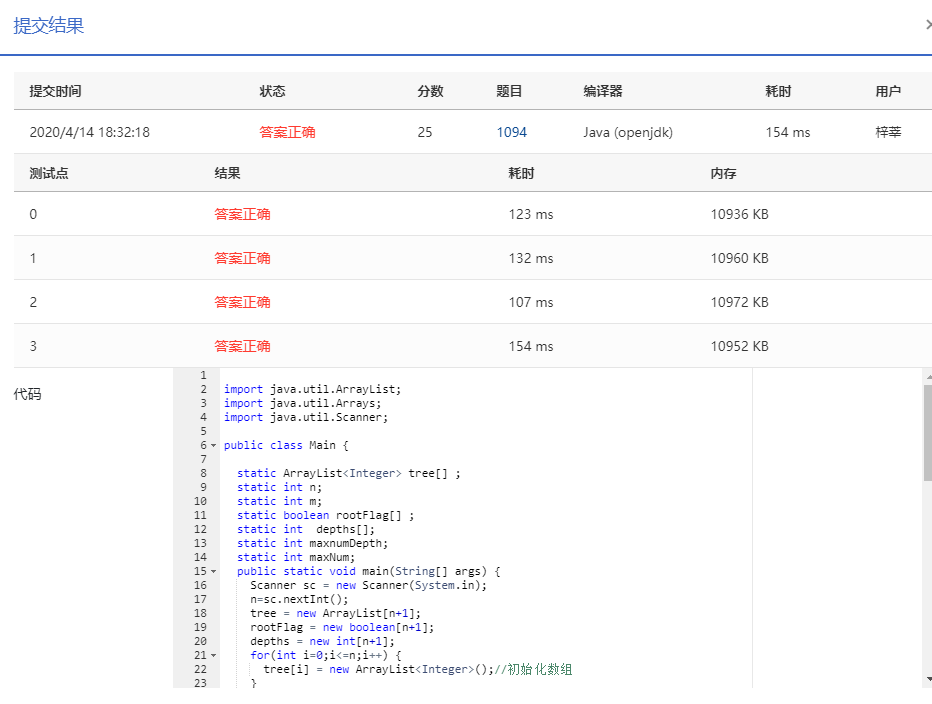 提交结果
提交时间 状态 分数 题目 编译器 耗时 用户
2020/4/14 18:32:18 答案正确 25 1094 Java (openjdk) 154 ms 梓莘
测试点 结果 耗时 内存
0 答案正确 123 ms 10936 KB
1 答案正确 132 ms 10960 KB
2 答案正确 107 ms 10972 KB
3 答案正确 154 ms 10952 KB
代码
1
2 import java.util.ArrayList;
3 import java.util.Arrays;
4 import java.util.Scanner;
5
6 public class Main {
7
8 static ArrayList<Integer> tree[] ;
9 static int n;
10 static int m;
11 static boolean rootFlag[] ;
12 static int  depths[];
13 static int maxnumDepth;
14 static int maxNum;
15 public static void main(String[] args) {
16 Scanner sc = new Scanner(System.in);
17 n=sc.nextInt();
18 tree = new ArrayList[n+1];
19 rootFlag = new boolean[n+1];
20 depths = new int[n+1];
21 for(int i=0;i<=n;i++) {
22 tree[i] = new ArrayList<Integer>();//初始化数组
23 }